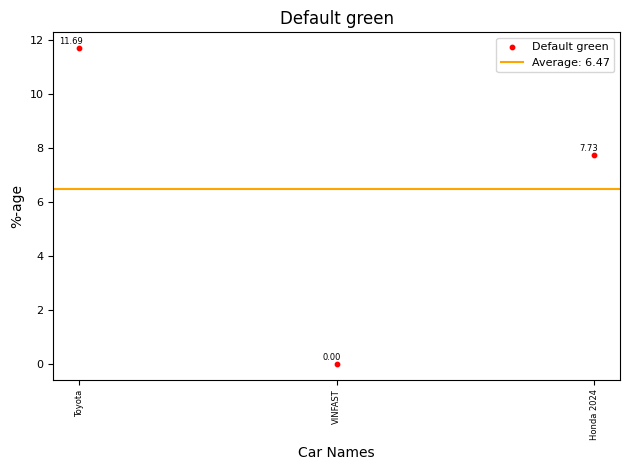 Default green
12
10
8
6
4
2
0
%-age
11.69
0.00
7.73
Default green
Average: 6.47
Toyota
VINFAST
Honda 2024
Car Names